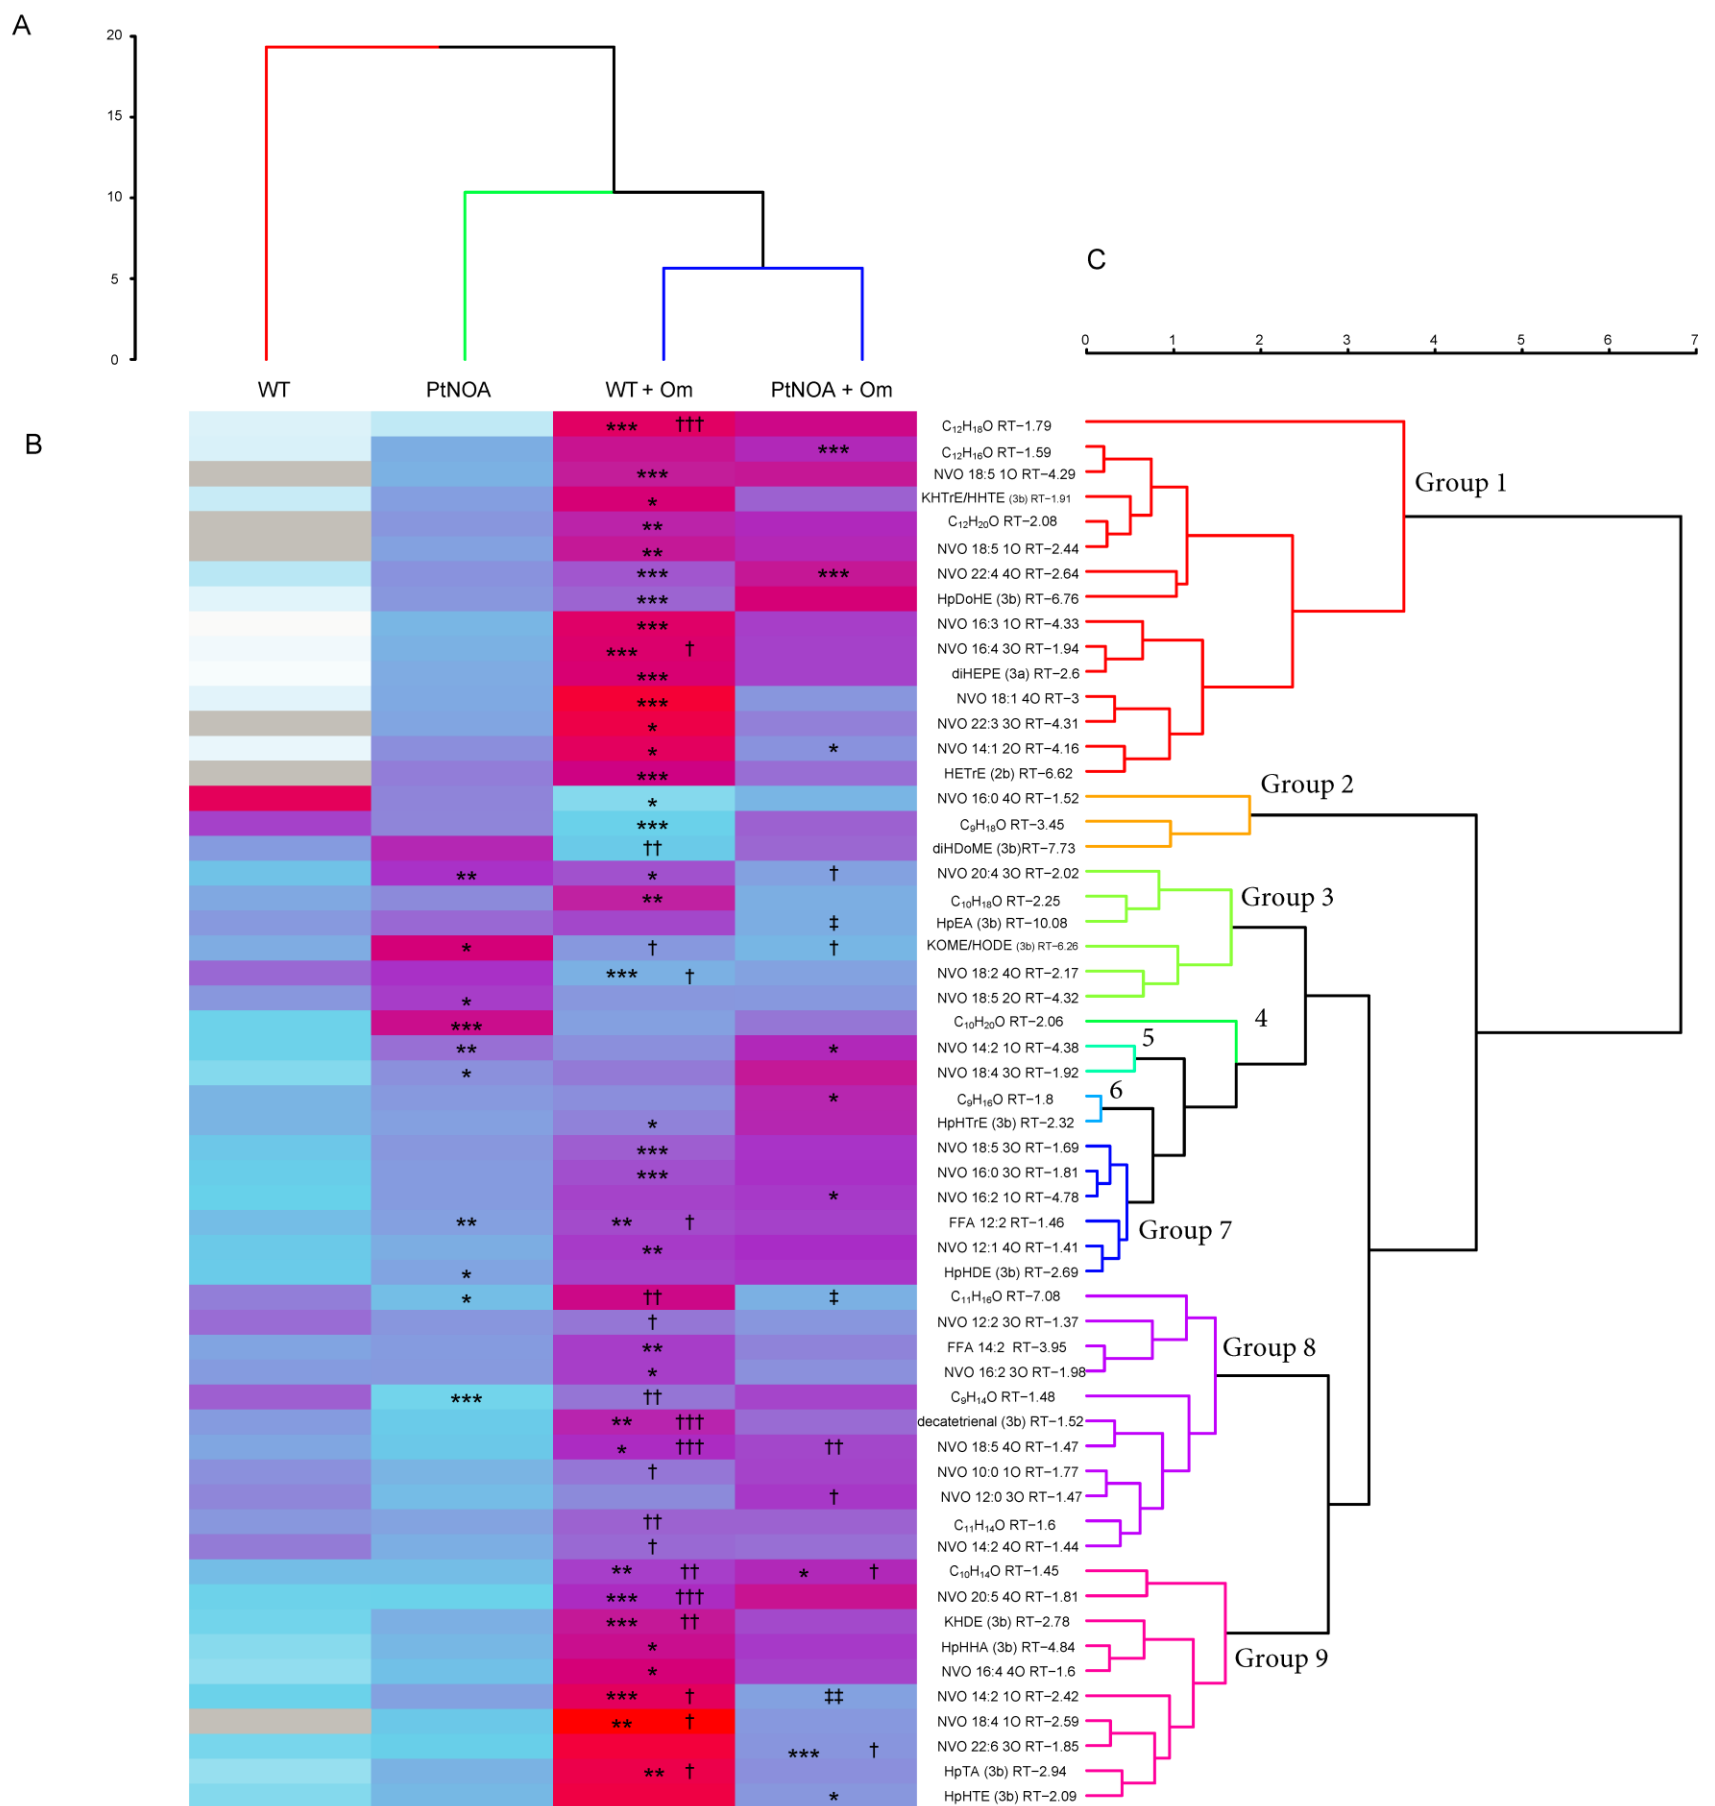 A
20
15
10
5
0
WT PtNOA WT + Om PtNOA + Om
B
C
0 1 2 3 4 5 6 7
*** ††† C₁₂H₁₈O RT−1.79
*** C₁₂H₁₆O RT−1.59
*** NVO 18:5 1O RT−4.29
* KHTrE/HHTE (3b) RT−1.91
** C₁₂H₂₀O RT−2.08
** NVO 18:5 1O RT−2.44
*** *** NVO 22:4 4O RT−2.64
*** HpDoHE (3b) RT−6.76
*** NVO 16:3 1O RT−4.33
*** † NVO 16:4 3O RT−1.94
*** diHEPE (3a) RT−2.6
*** NVO 18:1 4O RT−3
* NVO 22:3 3O RT−4.31
* * NVO 14:1 2O RT−4.16
*** HETrE (2b) RT−6.62
* NVO 16:0 4O RT−1.52
*** C₉H₁₈O RT−3.45
†† diHDoME (3b)RT−7.73
** * † NVO 20:4 3O RT−2.02
** C₁₀H₁₈O RT−2.25
‡ HpEA (3b) RT−10.08
* † † KOME/HODE (3b) RT−6.26
*** † NVO 18:2 4O RT−2.17
* NVO 18:5 2O RT−4.32
*** C₁₀H₂₀O RT−2.06
** * NVO 14:2 1O RT−4.38
* NVO 18:4 3O RT−1.92
* C₉H₁₆O RT−1.8
* HpHTrE (3b) RT−2.32
*** NVO 18:5 3O RT−1.69
*** NVO 16:0 3O RT−1.81
* NVO 16:2 1O RT−4.78
** ** † FFA 12:2 RT−1.46
** NVO 12:1 4O RT−1.41
* HpHDE (3b) RT−2.69
* †† ‡ C₁₁H₁₆O RT−7.08
† NVO 12:2 3O RT−1.37
** FFA 14:2 RT−3.95
* NVO 16:2 3O RT−1.98
*** †† C₉H₁₄O RT−1.48
** ††† decatetrienal (3b) RT−1.52
* ††† †† NVO 18:5 4O RT−1.47
† NVO 10:0 1O RT−1.77
† NVO 12:0 3O RT−1.47
†† C₁₁H₁₄O RT−1.6
† NVO 14:2 4O RT−1.44
** †† * † C₁₀H₁₄O RT−1.45
*** ††† NVO 20:5 4O RT−1.81
*** †† KHDE (3b) RT−2.78
* HpHHA (3b) RT−4.84
* NVO 16:4 4O RT−1.6
*** † ‡‡ NVO 14:2 1O RT−2.42
** † NVO 18:4 1O RT−2.59
*** † NVO 22:6 3O RT−1.85
** † HpTA (3b) RT−2.94
* HpHTE (3b) RT−2.09
Group 1
Group 2
Group 3
4
5
6
Group 7
Group 8
Group 9